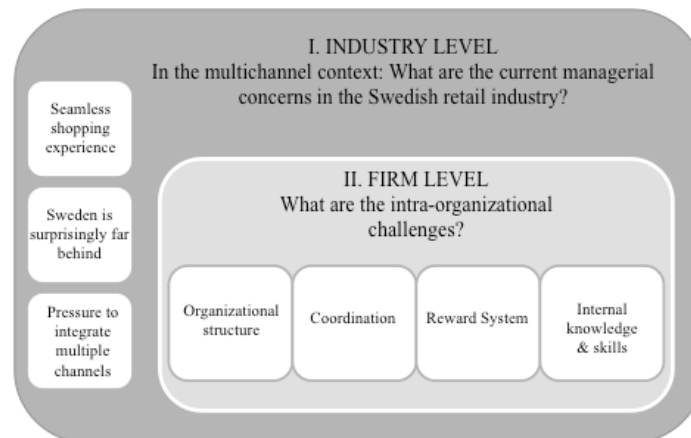 I. INDUSTRY LEVEL
In the multichannel context: What are the current managerial
concerns in the Swedish retail industry?
Seamless
shopping
experience
Sweden is
surprisingly far
behind
Pressure to
integrate
multiple
channels
II. FIRM LEVEL
What are the intra-organizational
challenges?
Organizational
structure
Coordination
Reward System
Internal
knowledge
& skills